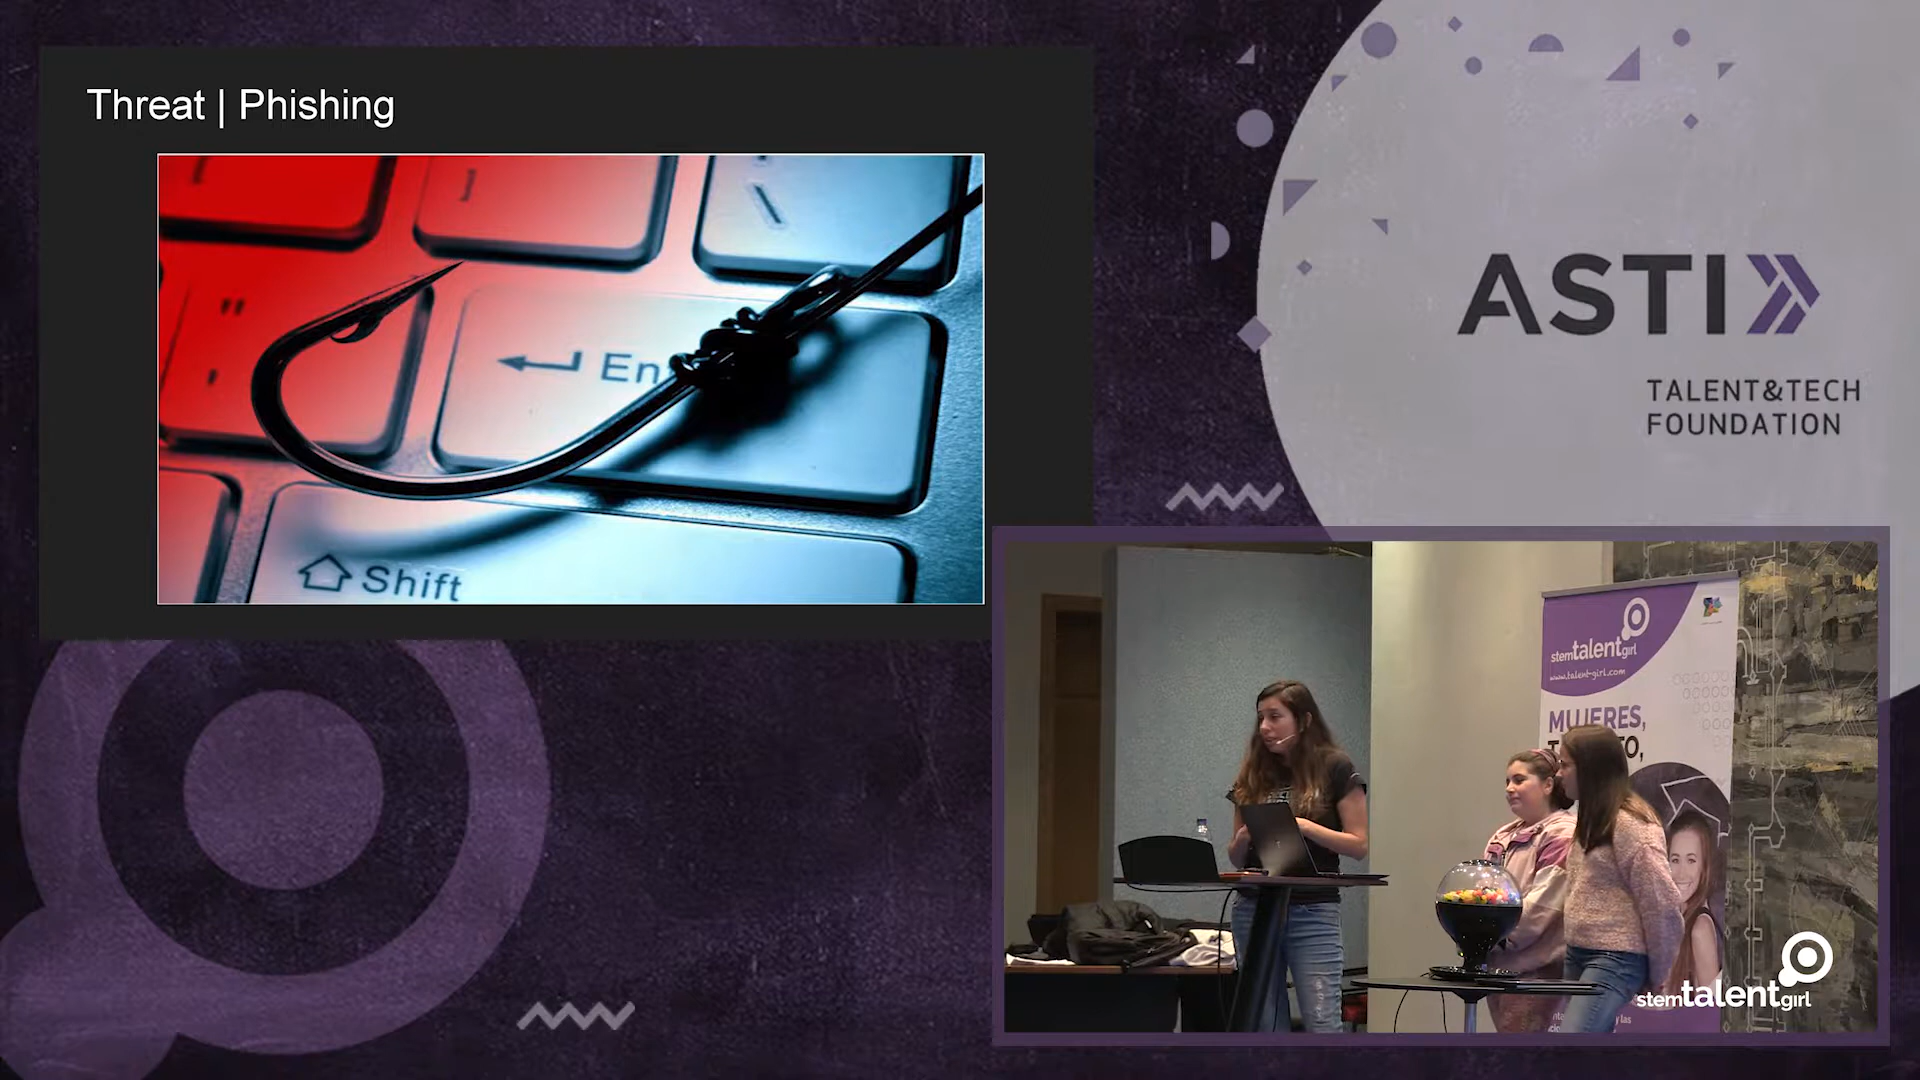 Threat | Phishing
En
Shift
ASTI
TALENT&TECH
FOUNDATION
stemtalentgirl
www.talent-girl.com
MUJERES,
stemtalentgirl